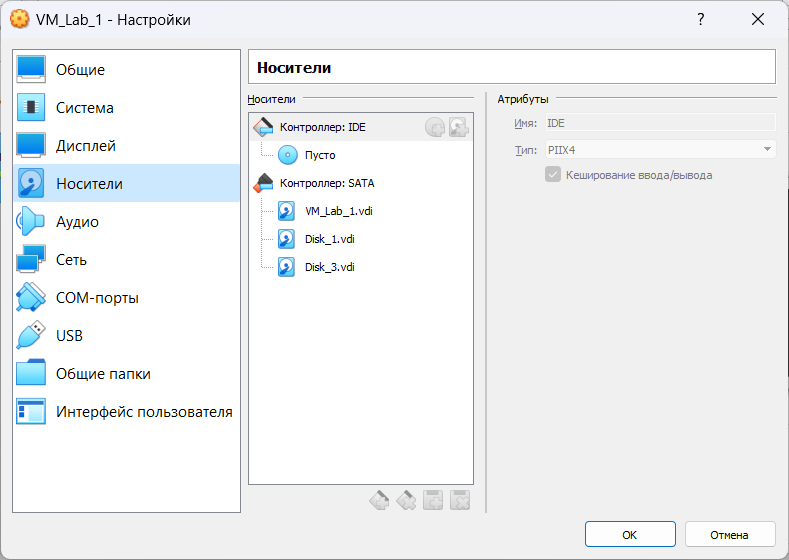 VM_Lab_1 - Настройки
?
Общие
Система
Дисплей
Носители
Аудио
Сеть
COM-порты
USB
Общие папки
Интерфейс пользователя
Носители
Носители
Контроллер: IDE
Пусто
Контроллер: SATA
VM_Lab_1.vdi
Disk_1.vdi
Disk_3.vdi
Атрибуты
Имя: IDE
Тип: PIIX4
Кеширование ввода/вывода
OK
Отмена